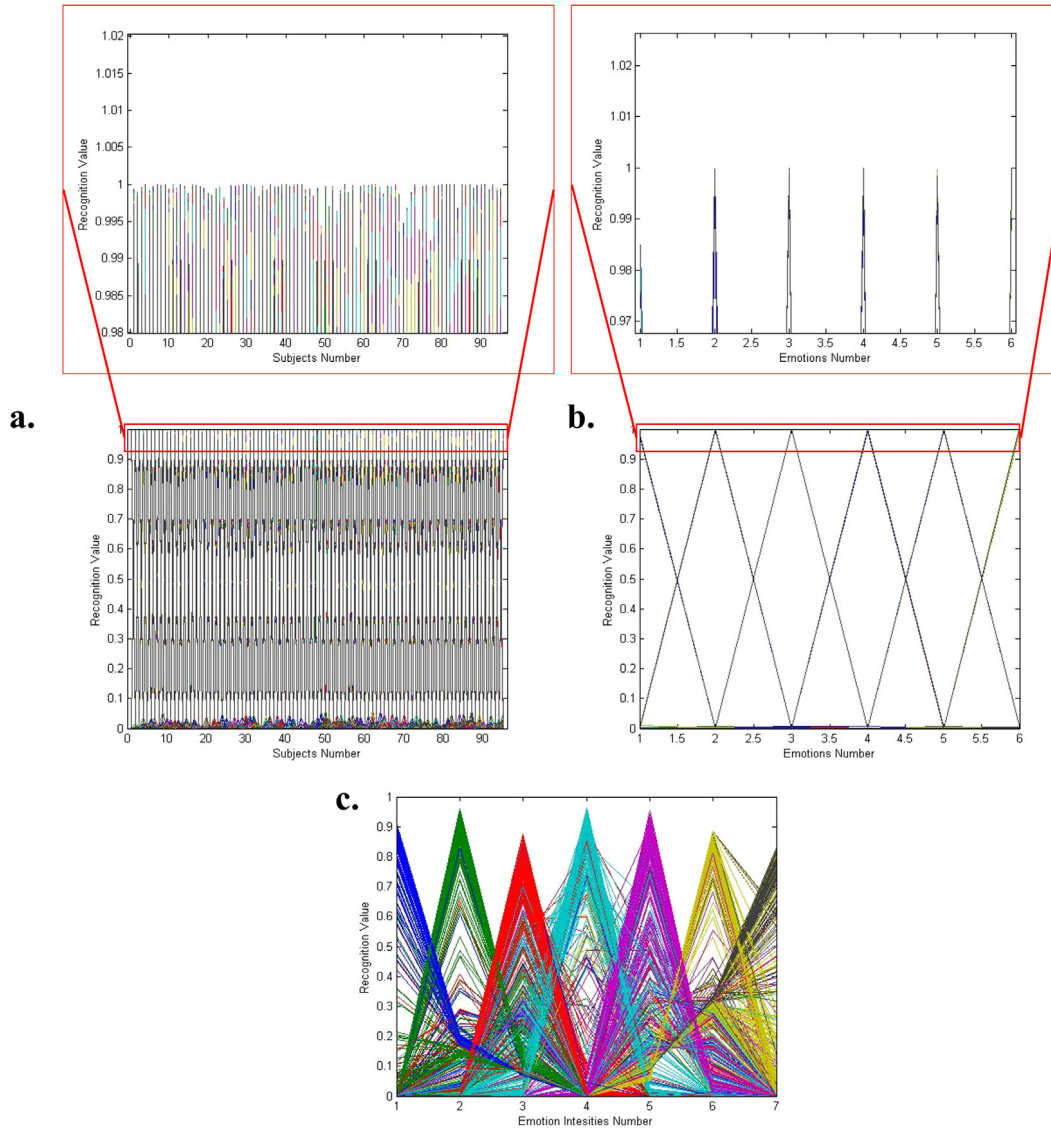 1.02
1.015
1.01
1.005
1
0.995
0.99
0.985
0.98
Recognition Value
0 10 20 30 40 50 60 70 80 90
Subjects Number
1.02
1.01
1
0.99
0.98
0.97
Recognition Value
1 1.5 2 2.5 3 3.5 4 4.5 5 5.5 6
Emotions Number
a.
1
0.9
0.8
0.7
0.6
0.5
0.4
0.3
0.2
0.1
0
Recognition Value
0 10 20 30 40 50 60 70 80 90
Subjects Number
b.
1
0.9
0.8
0.7
0.6
0.5
0.4
0.3
0.2
0.1
0
Recognition Value
1 1.5 2 2.5 3 3.5 4 4.5 5 5.5 6
Emotions Number
c.
1
0.9
0.8
0.7
0.6
0.5
0.4
0.3
0.2
0.1
0
Recognition Value
1 2 3 4 5 6 7
Emotion Intesities Number